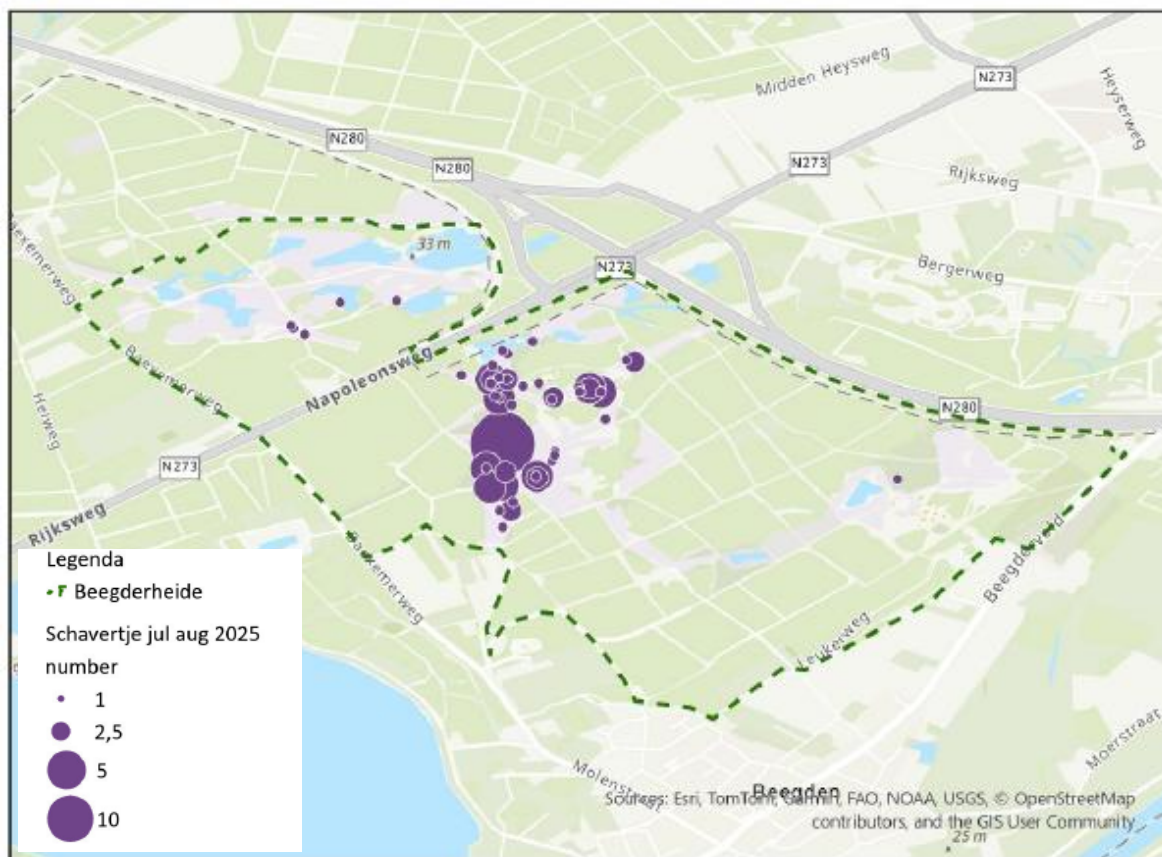 Midden Heysweg
N273
Heyserweg
N280
N280
N273
Rijksweg
Bergerweg
33 m
N273
Napoleonsweg
N280
N273
Rijksweg
Heiweg
Baexemerweg
Beegderveld
Leukerweg
Molenstraat
Moerstraat
Beegden
25 m
Legenda
Beegderheide
Schavertje jul aug 2025
number
1
2,5
5
10
Sources: Esri, TomTom, Garmin, FAO, NOAA, USGS, © OpenStreetMap
contributors, and the GIS User Community